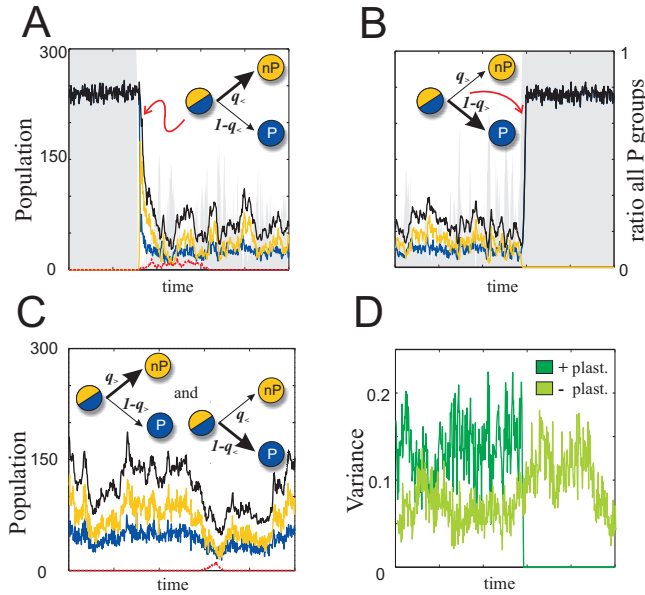 A
300
Population
150
0
time
nP
q<
1-q<
P
B
1
ratio all P groups
0
time
q>
nP
1-q>
P
C
300
Population
150
0
time
q>
nP
1-q>
P
and
nP
q<
1-q<
P
D
+ plast.
- plast.
0.2
Variance
0.1
0
time